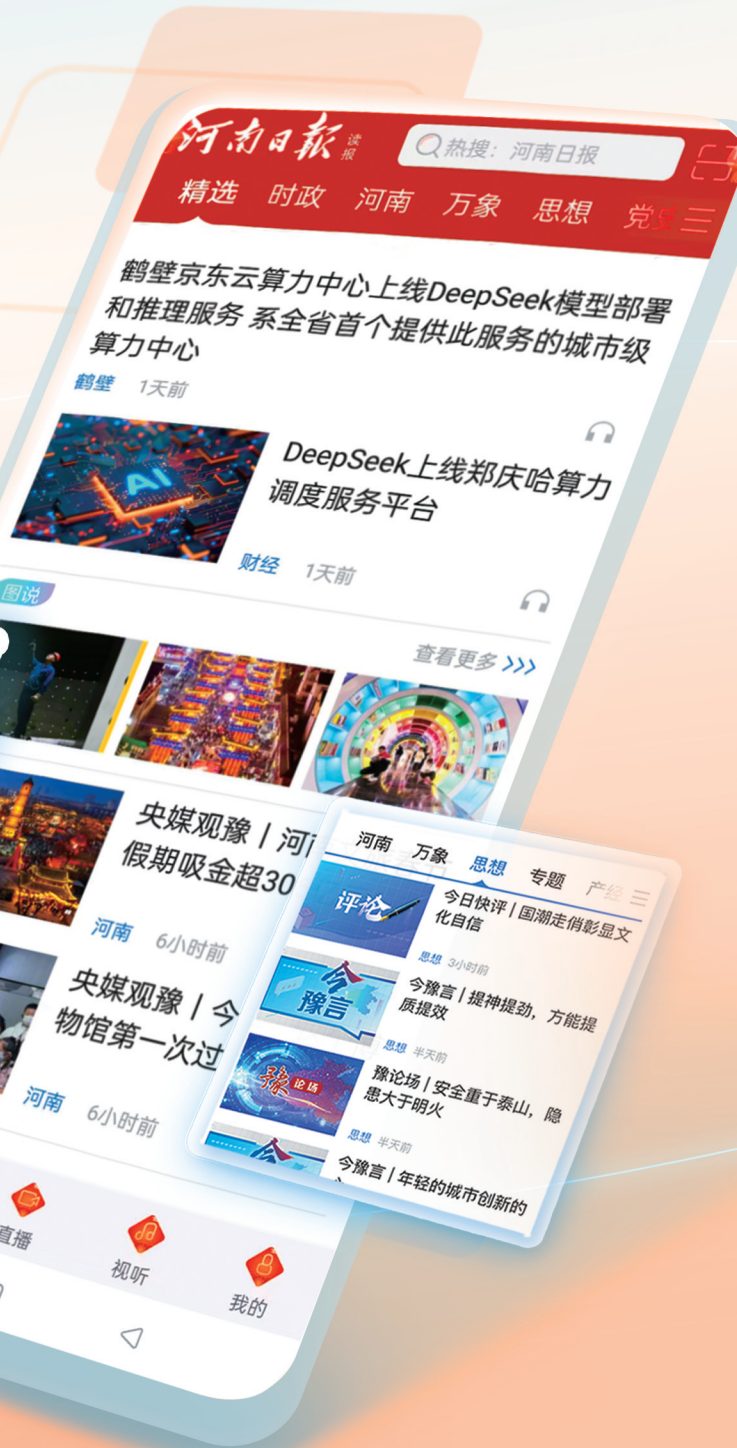 河南日报
读报
热搜：河南日报
精选 时政 河南 万象 思想 党
鹤壁京东云算力中心上线DeepSeek模型部署
和推理服务 系全省首个提供此服务的城市级
算力中心
鹤壁 1天前
AI
DeepSeek上线郑庆哈算力
调度服务平台
财经 1天前
图说
查看更多 >>>
央媒观豫丨河
假期吸金超30
河南 6小时前
央媒观豫丨今
物馆第一次过
河南 6小时前
河南 万象 思想 专题 产经
评论
今日快评 | 国潮走俏彰显文
化自信
思想 3小时前
今
豫言
今豫言 | 提神提劲，方能提
质提效
思想 半天前
豫论场
豫论场 | 安全重于泰山，隐
患大于明火
思想 半天前
今
今豫言 | 年轻的城市创新的
直播 视听 我的